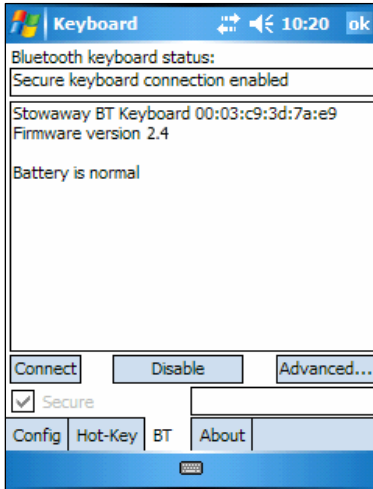 Keyboard 10:20 ok
Bluetooth keyboard status:
Secure keyboard connection enabled
Stowaway BT Keyboard 00:03:c9:3d:7a:e9
Firmware version 2.4
Battery is normal
Connect Disable Advanced...
Secure
Config Hot-Key BT About